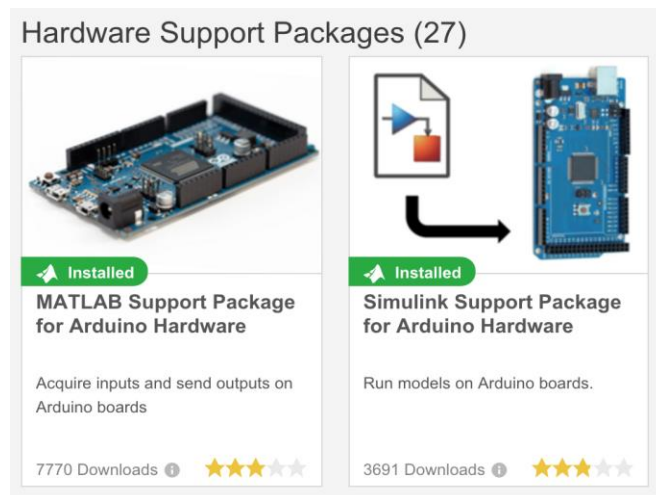 Hardware Support Packages (27)
Installed
MATLAB Support Package
for Arduino Hardware
Acquire inputs and send outputs on
Arduino boards
7770 Downloads
Installed
Simulink Support Package
for Arduino Hardware
Run models on Arduino boards.
3691 Downloads